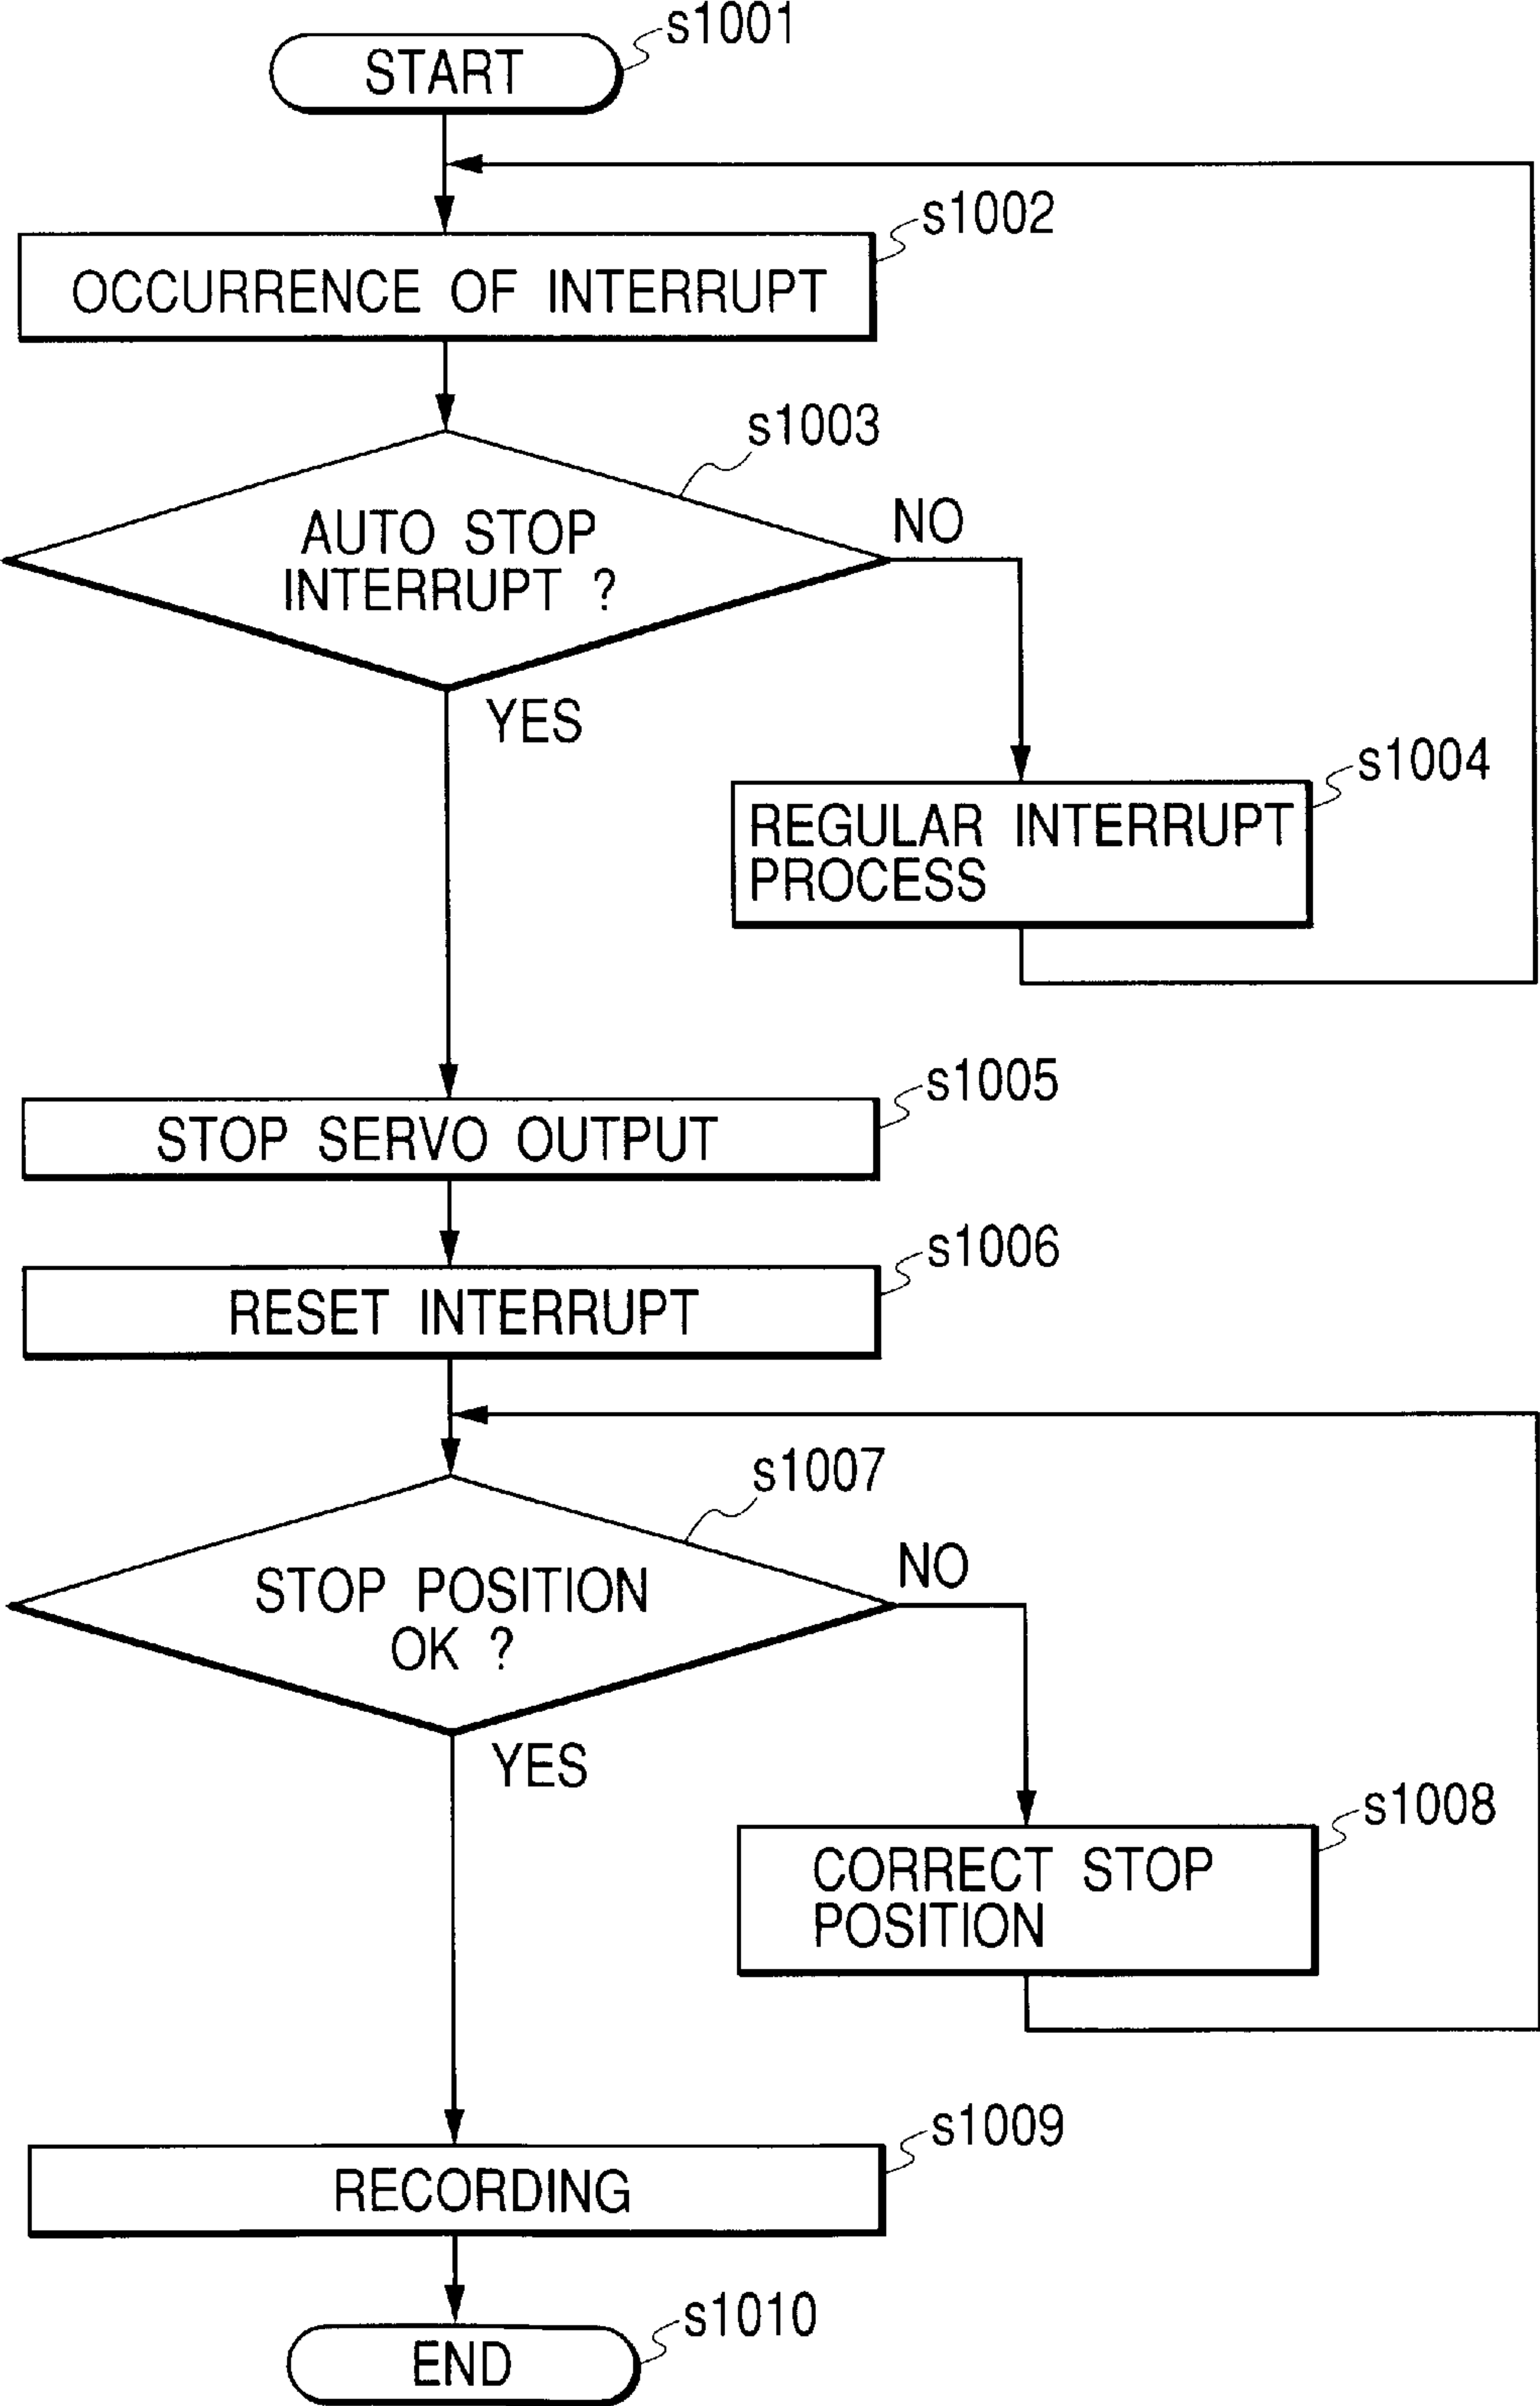 s1001
START
s1002
OCCURRENCE OF INTERRUPT
s1003
AUTO STOP
INTERRUPT ?
NO
YES
s1004
REGULAR INTERRUPT
PROCESS
s1005
STOP SERVO OUTPUT
s1006
RESET INTERRUPT
s1007
STOP POSITION
OK ?
NO
YES
s1008
CORRECT STOP
POSITION
s1009
RECORDING
s1010
END